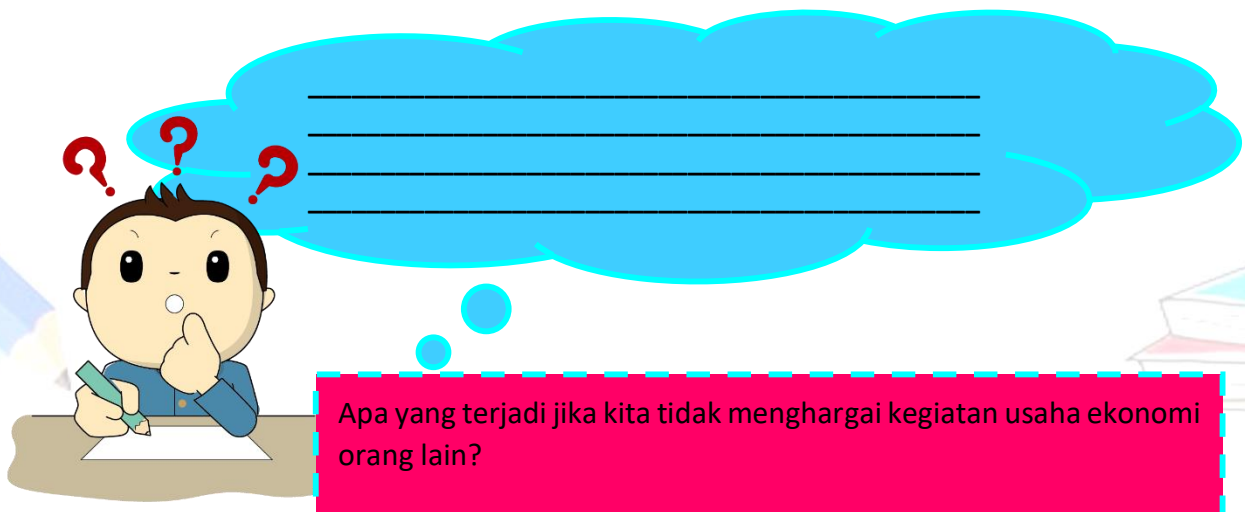 ? ? ?
Apa yang terjadi jika kita tidak menghargai kegiatan usaha ekonomi
orang lain?